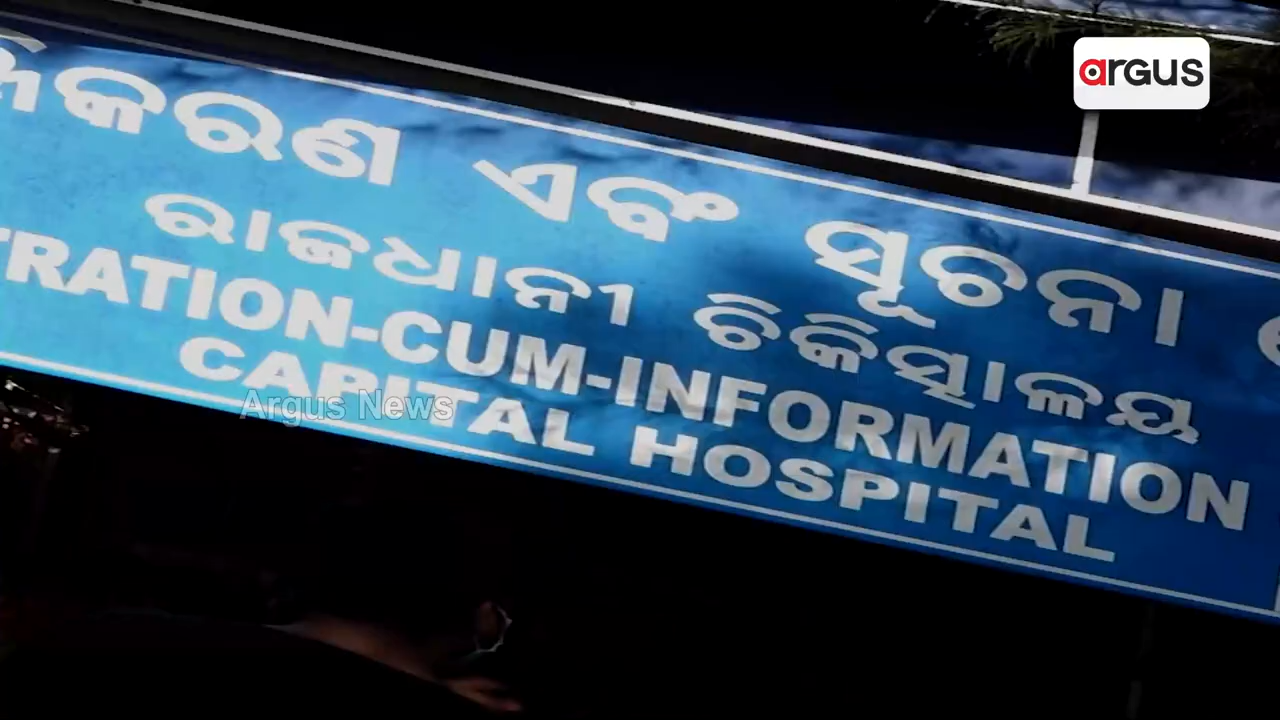 argus
ଜିକରଣ ଏବଂ ସୂଚନା
ରାଜଧାନୀ ଚିକିତ୍ସାଳୟ
TRATION-CUM-INFORMATION
CAPITAL HOSPITAL
Argus News